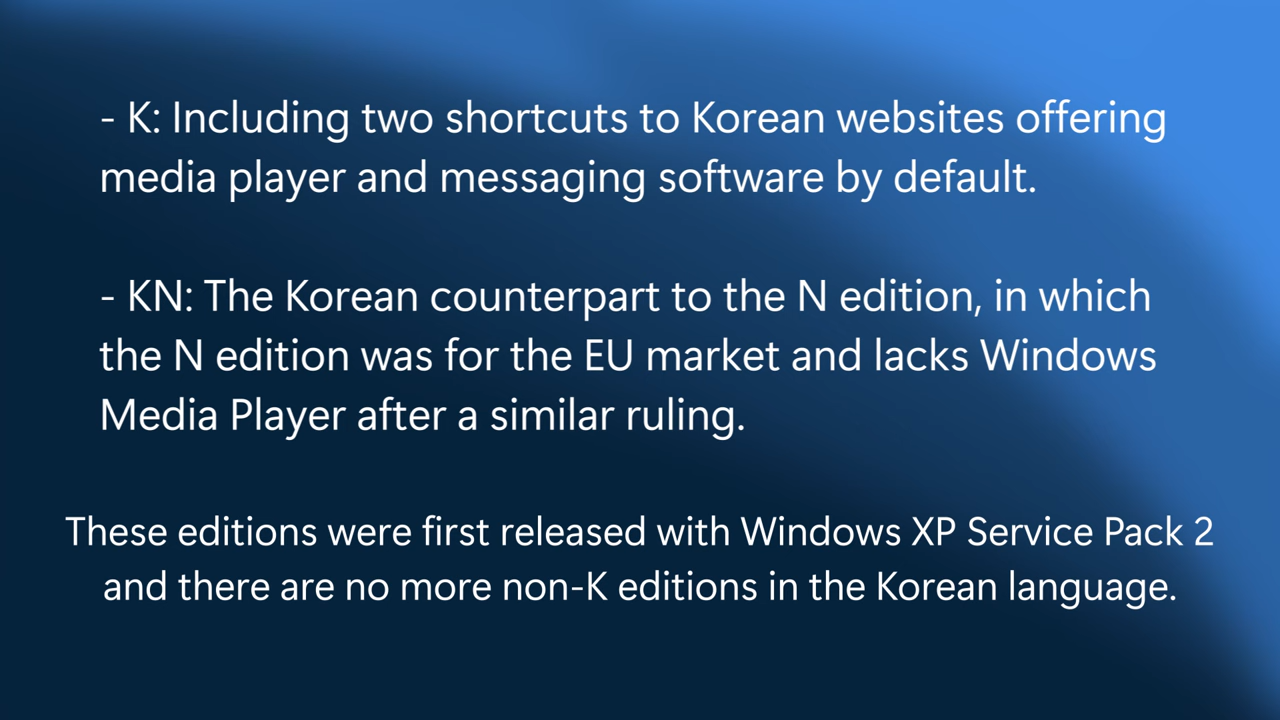 - K: Including two shortcuts to Korean websites offering
media player and messaging software by default.
- KN: The Korean counterpart to the N edition, in which
the N edition was for the EU market and lacks Windows
Media Player after a similar ruling.
These editions were first released with Windows XP Service Pack 2
and there are no more non-K editions in the Korean language.